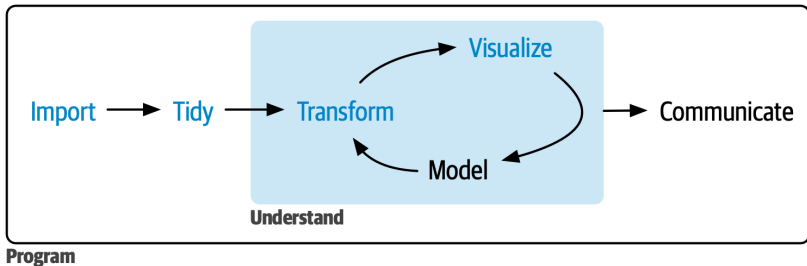 Visualize
Import Tidy Transform Communicate
Model
Understand
Program